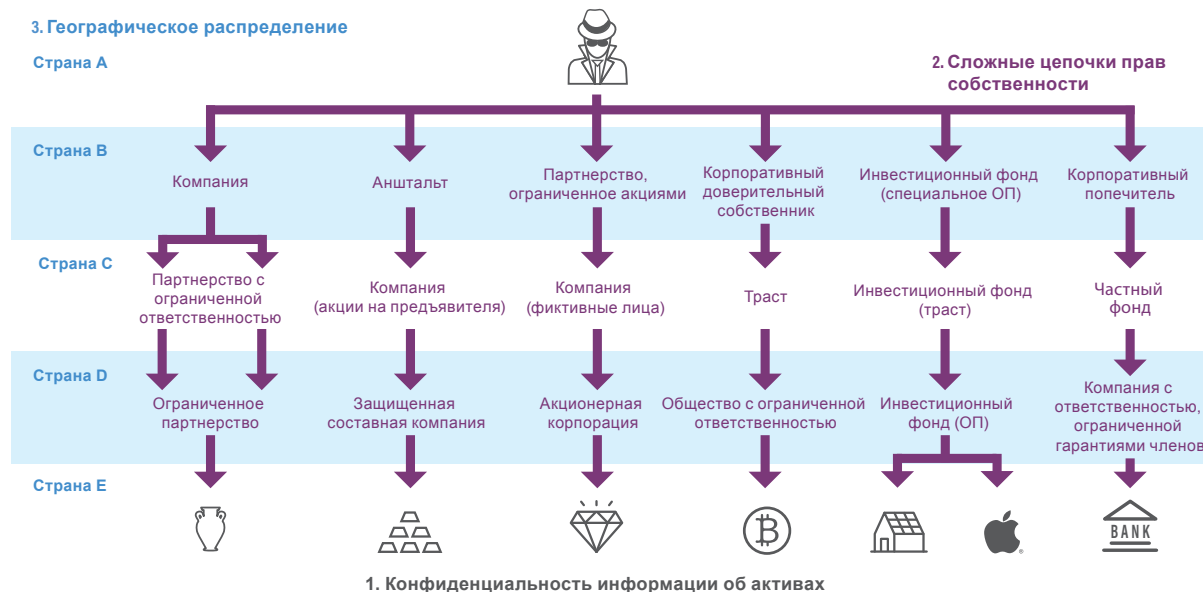 3. Географическое распределение
Страна A
2. Сложные цепочки прав
собственности
Страна B
Компания
Анштальт
Партнерство,
ограниченное акциями
Корпоративный
доверительный
собственник
Инвестиционный фонд
(специальное ОП)
Корпоративный
попечитель
Страна C
Партнерство с
ограниченной
ответственностью
Компания
(акции на предъявителя)
Компания
(фиктивные лица)
Траст
Инвестиционный фонд
(траст)
Частный
фонд
Страна D
Ограниченное
партнерство
Защищенная
составная компания
Акционерная
корпорация
Общество с ограниченной
ответственностью
Инвестиционный
фонд (ОП)
Компания с
ответственностью,
ограниченной
гарантиями членов
Страна E
BANK
1. Конфиденциальность информации об активах